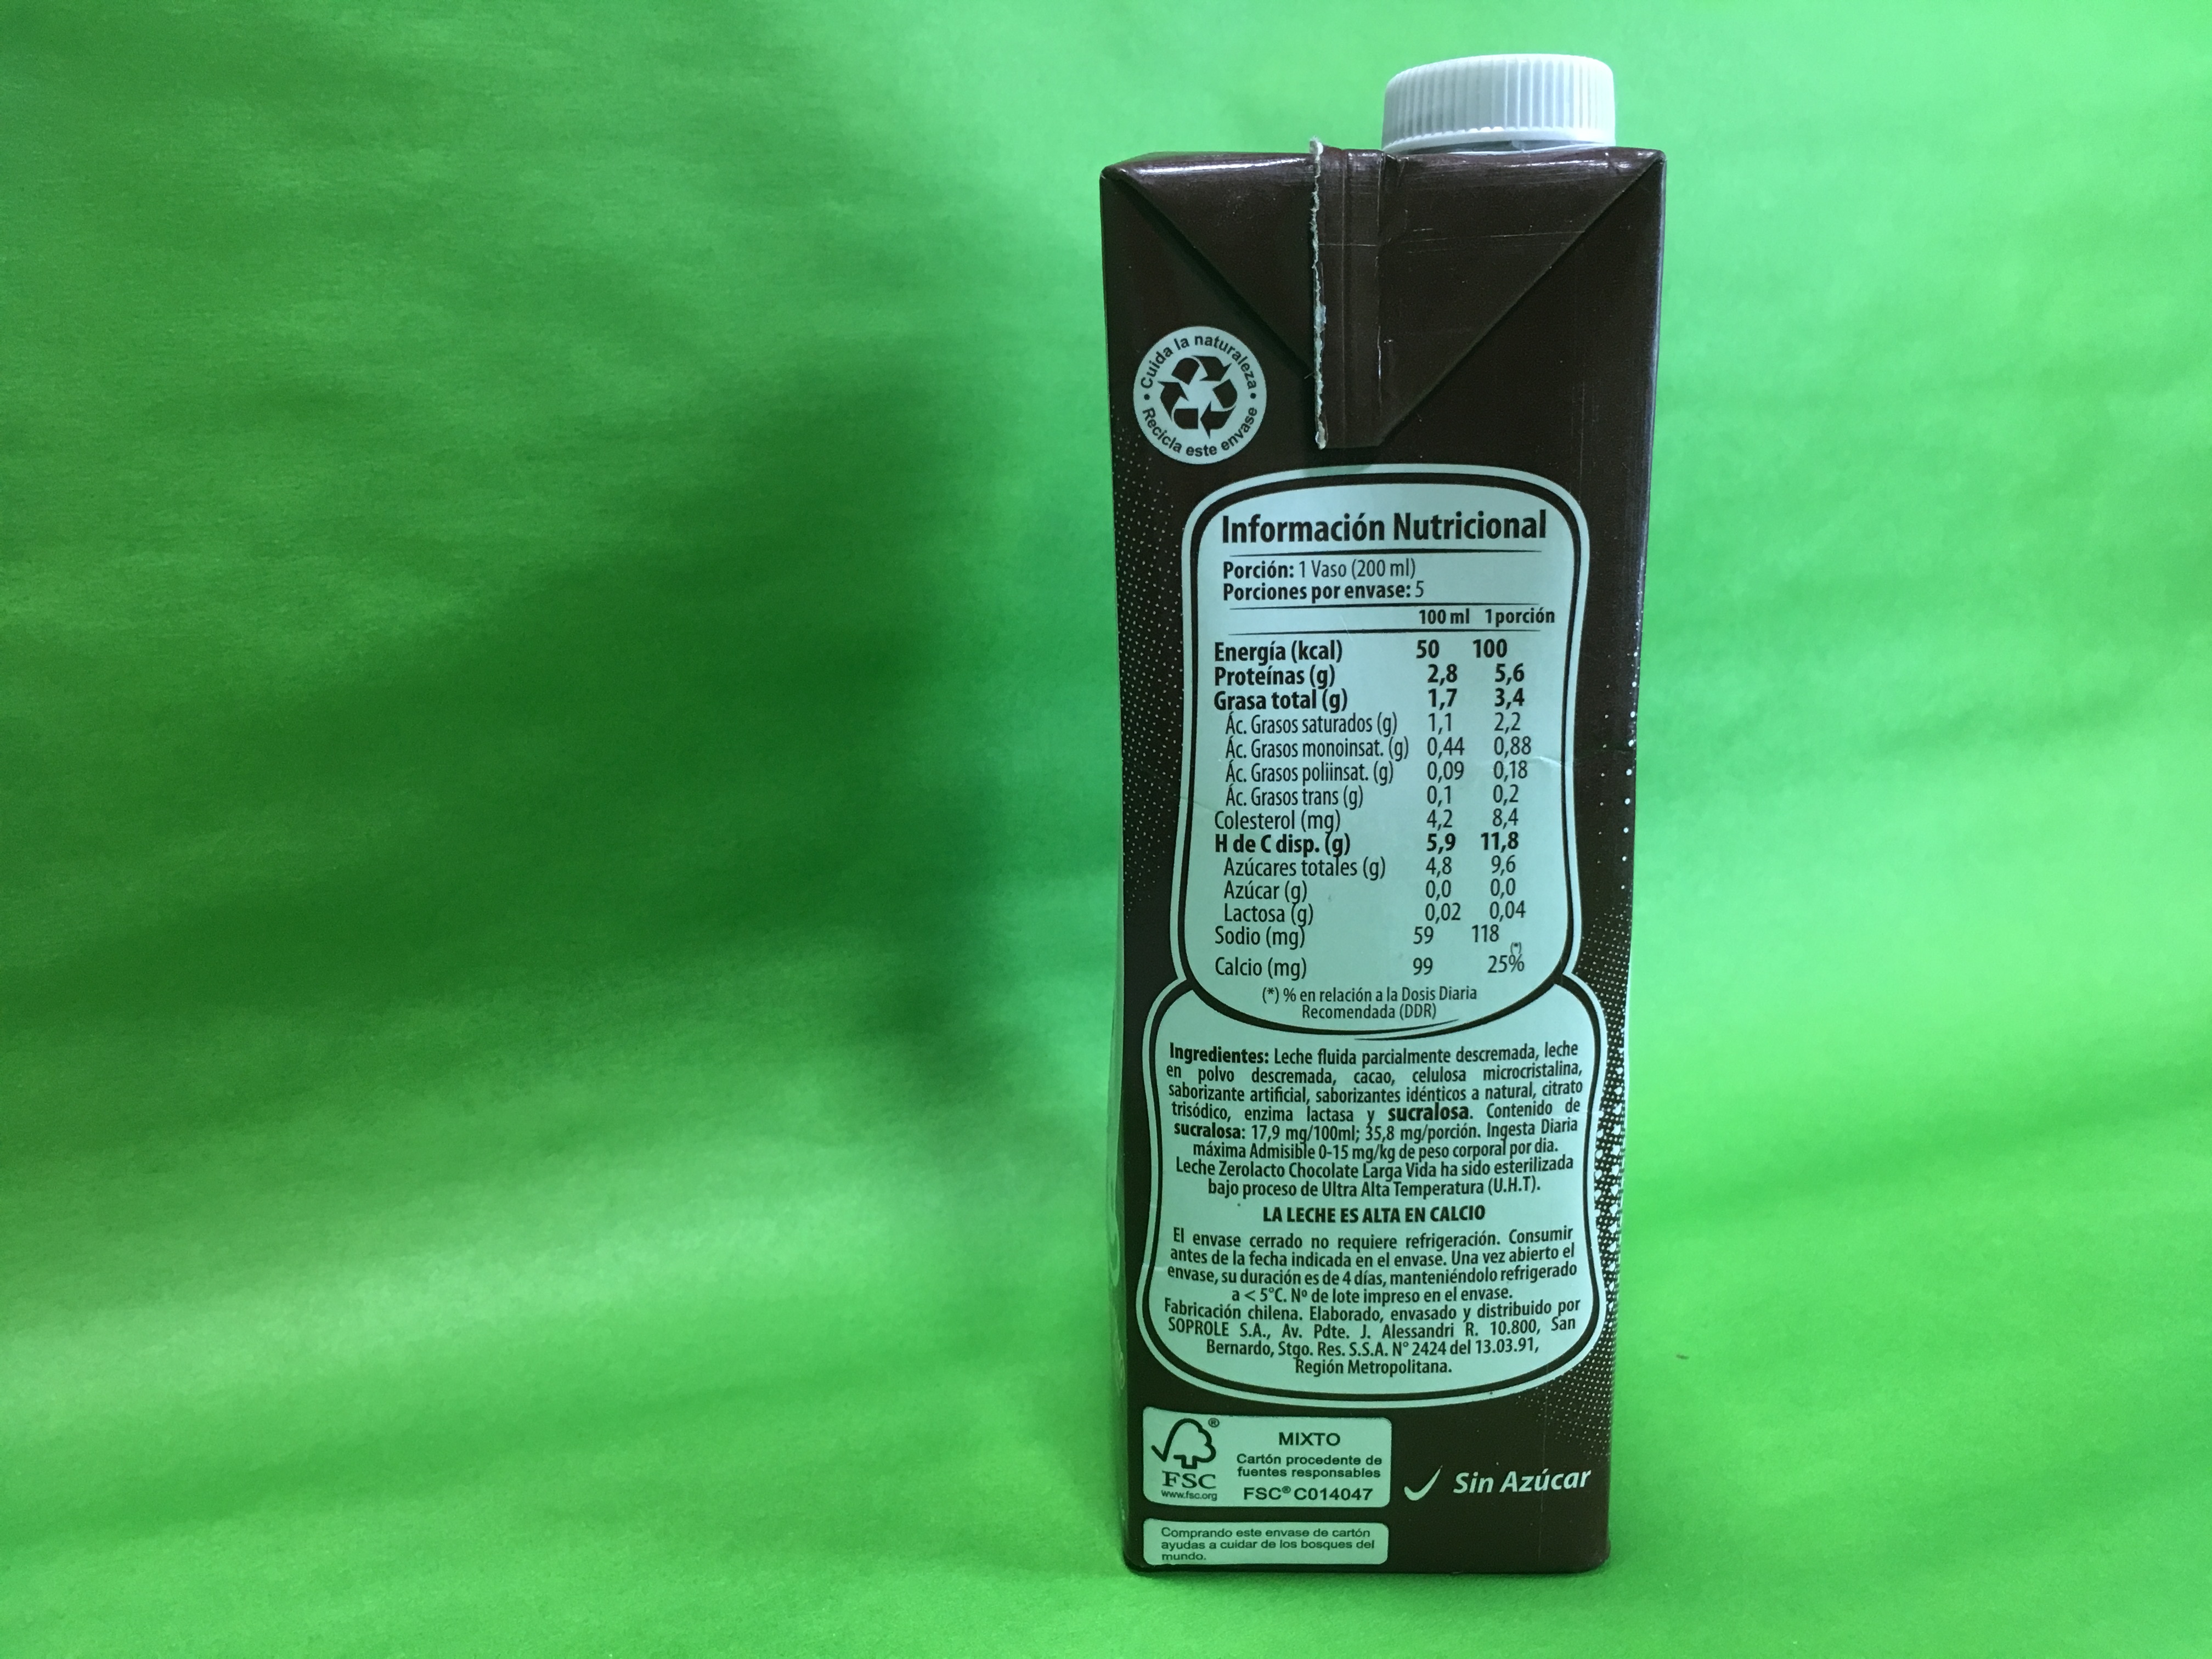 Cuida la naturaleza
Recicla este envase
Información Nutricional
Porción: 1 Vaso (200 ml)
Porciones por envase: 5
100 ml 1 porción
Energía (kcal) 50 100
Proteínas (g) 2,8 5,6
Grasa total (g) 1,7 3,4
Ác. Grasos saturados (g) 1,1 2,2
Ác. Grasos monoinsat. (g) 0,44 0,88
Ác. Grasos poliinsat. (g) 0,09 0,18
Ác. Grasos trans (g) 0,1 0,2
Colesterol (mg) 4,2 8,4
H de C disp. (g) 5,9 11,8
Azúcares totales (g) 4,8 9,6
Azúcar (g) 0,0 0,0
Lactosa (g) 0,02 0,04
Sodio (mg) 59 118
Calcio (mg) 99 25% (*)
(*) % en relación a la Dosis Diaria
Recomendada (DDR)
Ingredientes: Leche fluida parcialmente descremada, leche
en polvo descremada, cacao, celulosa microcristalina,
saborizante artificial, saborizantes idénticos a natural, citrato
trisódico, enzima lactasa y sucralosa. Contenido de
sucralosa: 17,9 mg/100ml; 35,8 mg/porción. Ingesta Diaria
máxima Admisible 0-15 mg/kg de peso corporal por dia.
Leche Zerolacto Chocolate Larga Vida ha sido esterilizada
bajo proceso de Ultra Alta Temperatura (U.H.T).
LA LECHE ES ALTA EN CALCIO
El envase cerrado no requiere refrigeración. Consumir
antes de la fecha indicada en el envase. Una vez abierto el
envase, su duración es de 4 días, manteniéndolo refrigerado
a < 5°C. Nº de lote impreso en el envase.
Fabricación chilena. Elaborado, envasado y distribuido por
SOPROLE S.A., Av. Pdte. J. Alessandri R. 10.800, San
Bernardo, Stgo. Res. S.S.A. N° 2424 del 13.03.91,
Región Metropolitana.
FSC®
www.fsc.org
MIXTO
Cartón procedente de
fuentes responsables
FSC® C014047
Sin Azúcar
Comprando este envase de cartón
ayudas a cuidar de los bosques del
mundo.